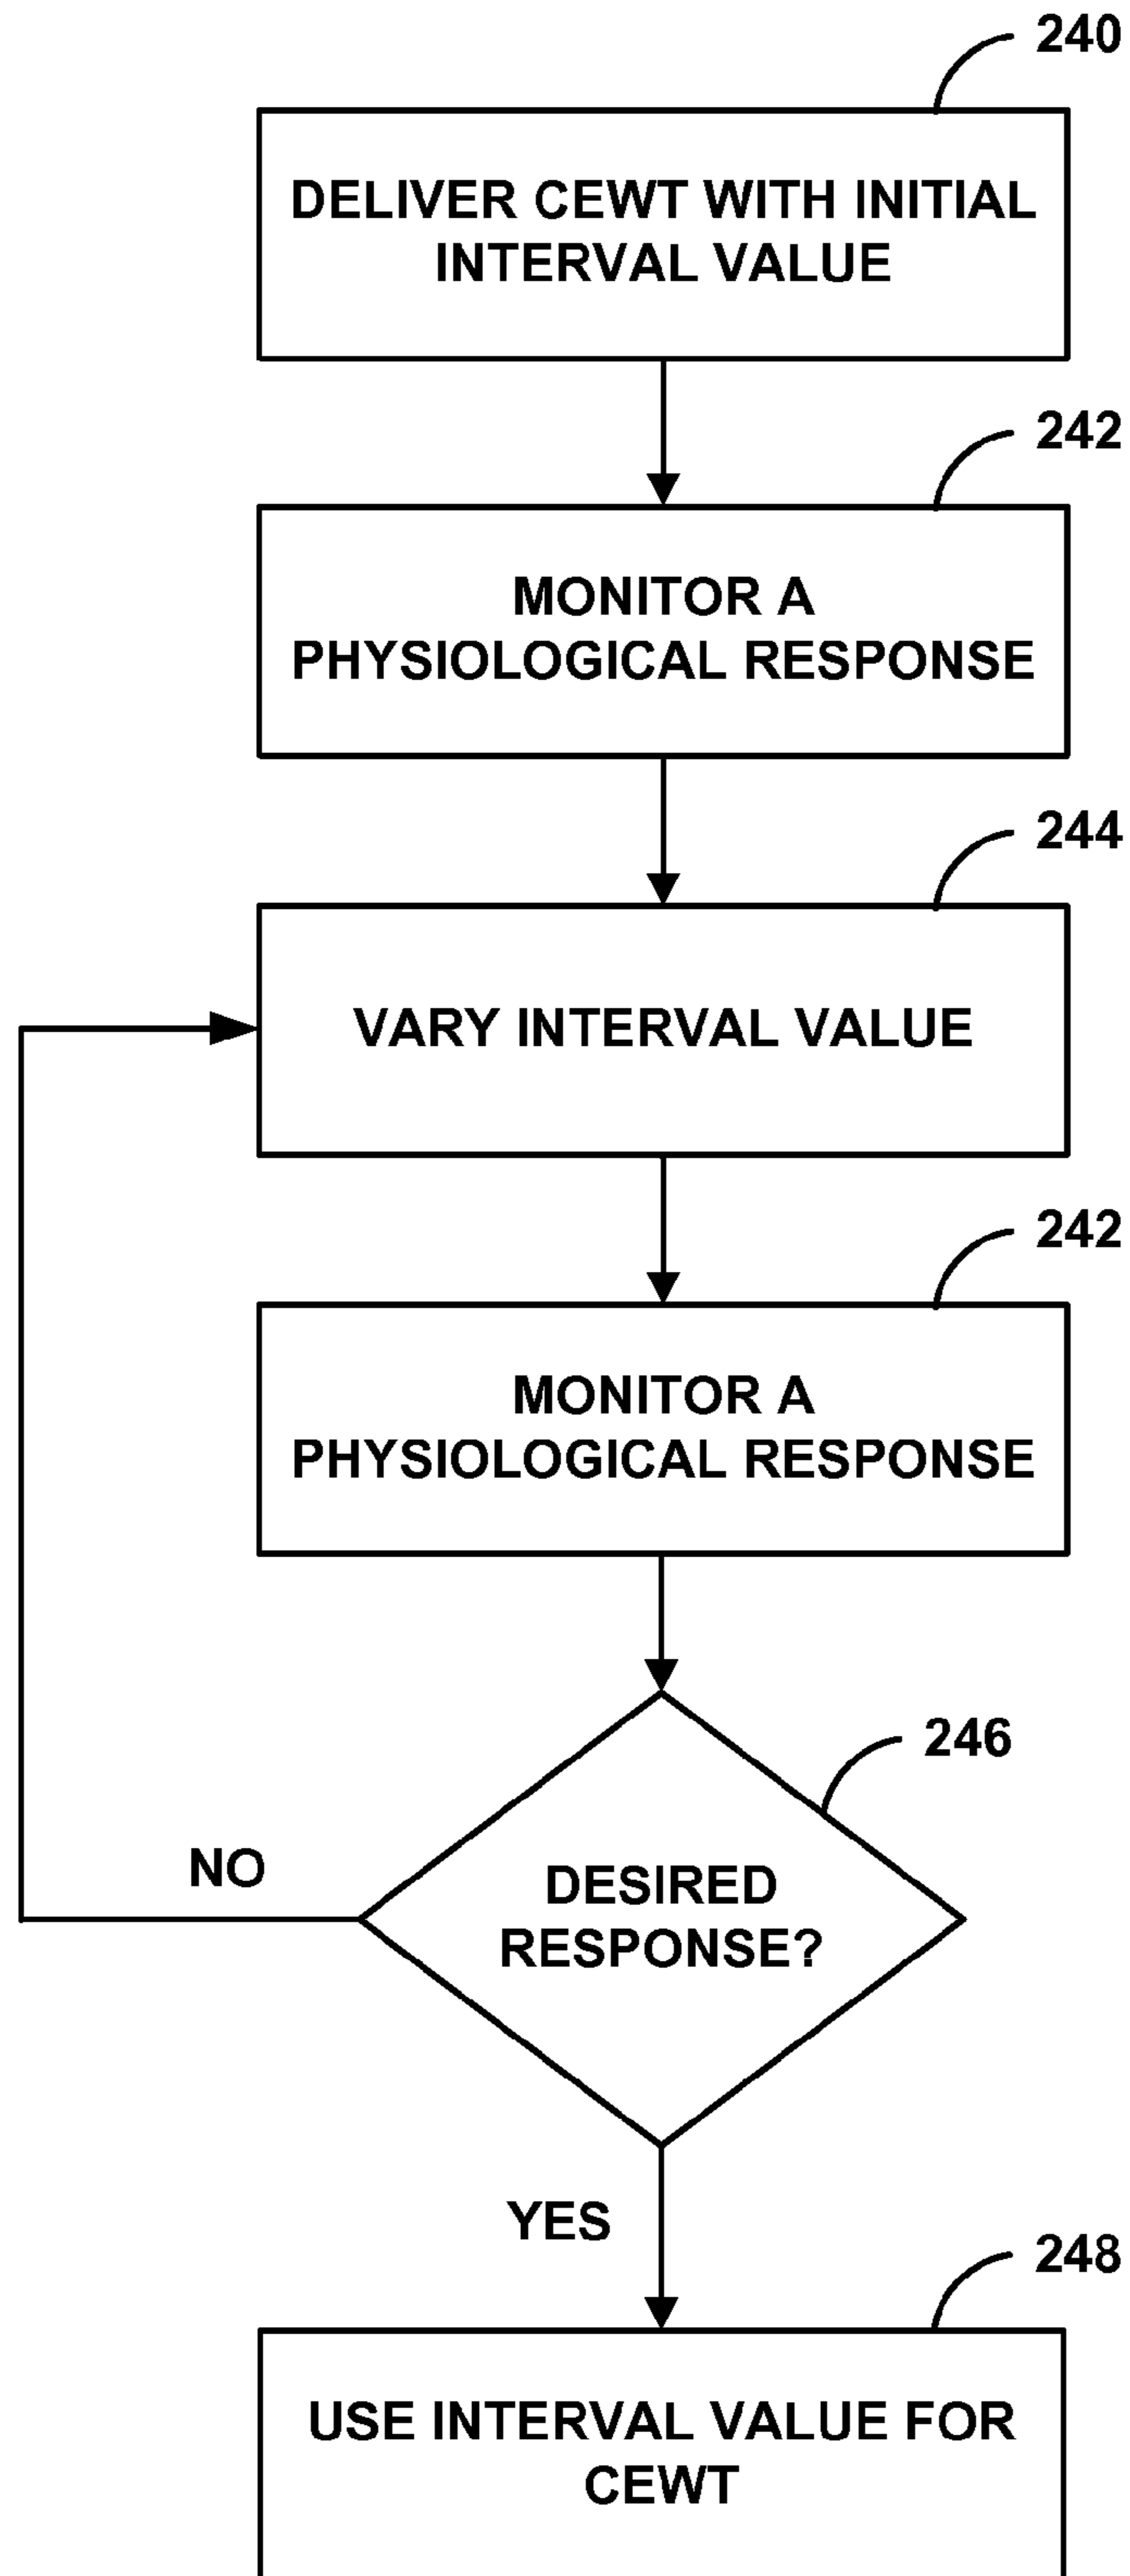 240
DELIVER CEWT WITH INITIAL
INTERVAL VALUE
242
MONITOR A
PHYSIOLOGICAL RESPONSE
244
VARY INTERVAL VALUE
242
MONITOR A
PHYSIOLOGICAL RESPONSE
246
DESIRED
RESPONSE?
NO
YES
248
USE INTERVAL VALUE FOR
CEWT